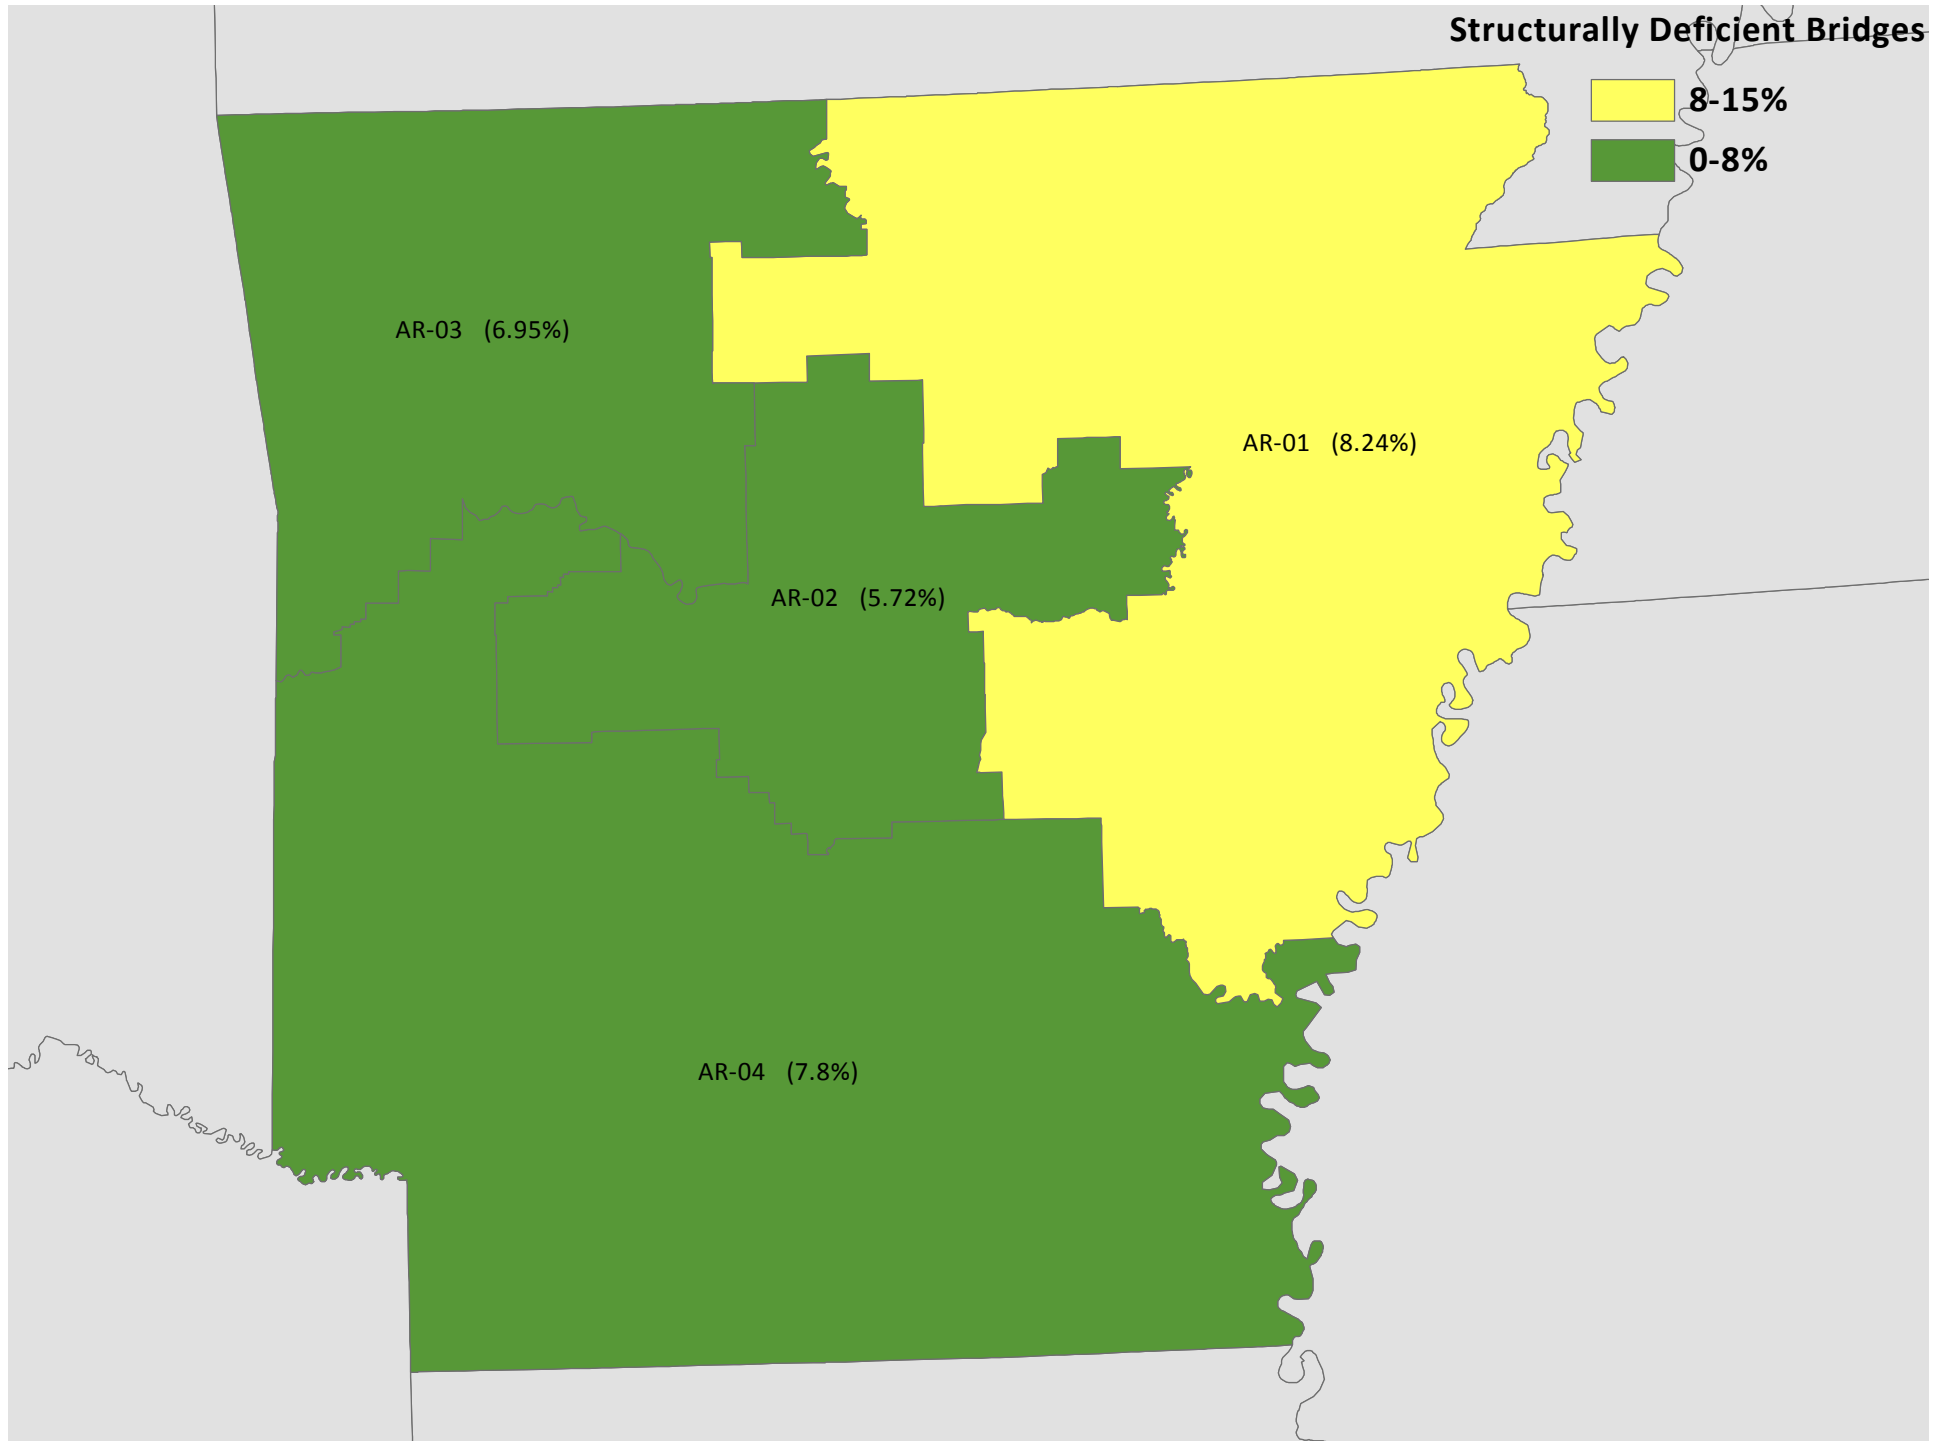 Structurally Deficient Bridges
8-15%
0-8%
AR-03 (6.95%)
AR-01 (8.24%)
AR-02 (5.72%)
AR-04 (7.8%)